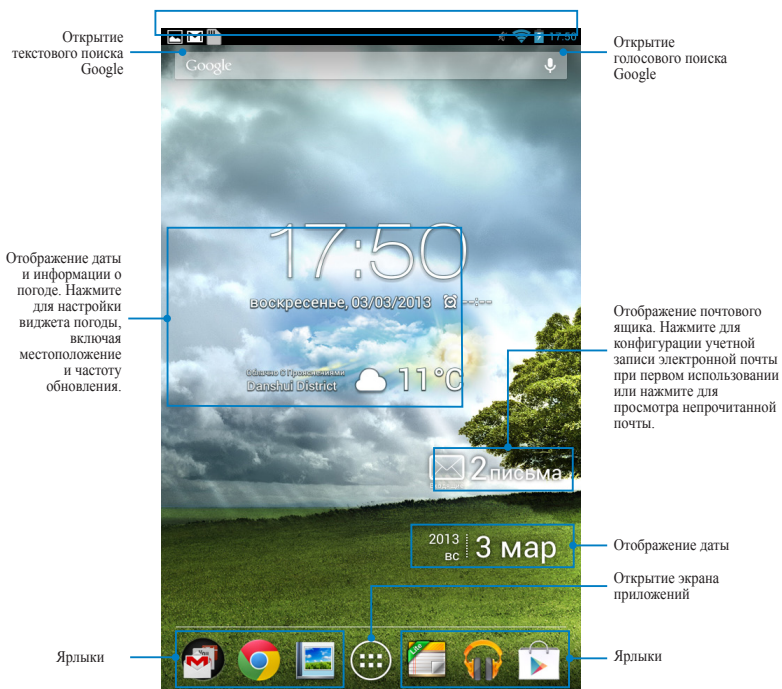 17:50
Открытие
текстового поиска
Google
Google
Открытие
голосового поиска
Google
Отображение даты
и информации о
погоде. Нажмите
для настройки
виджета погоды,
включая
местоположение
и частоту
обновления.
17:50
воскресенье, 03/03/2013 --:--
Облачно С Прояснениями
Danshui District
11°C
Отображение почтового
ящика. Нажмите для
конфигурации учетной
записи электронной почты
при первом использовании
или нажмите для
просмотра непрочитанной
почты.
2 письма
2013
вс
3 мар
Отображение даты
Открытие экрана
приложений
Ярлыки
Lite
Ярлыки